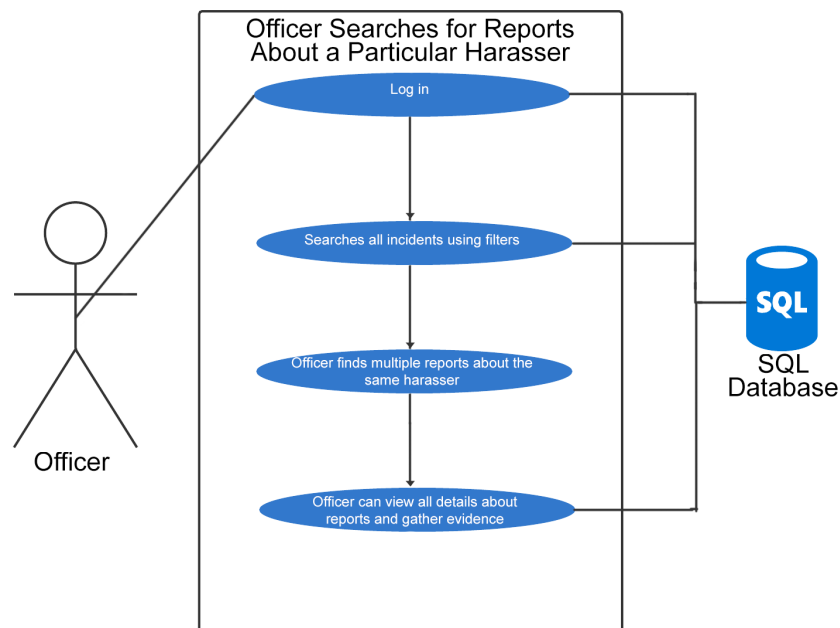 Officer Searches for Reports
About a Particular Harasser
Log in
Searches all incidents using filters
Officer finds multiple reports about the
same harasser
Officer can view all details about
reports and gather evidence
Officer
SQL
SQL
Database